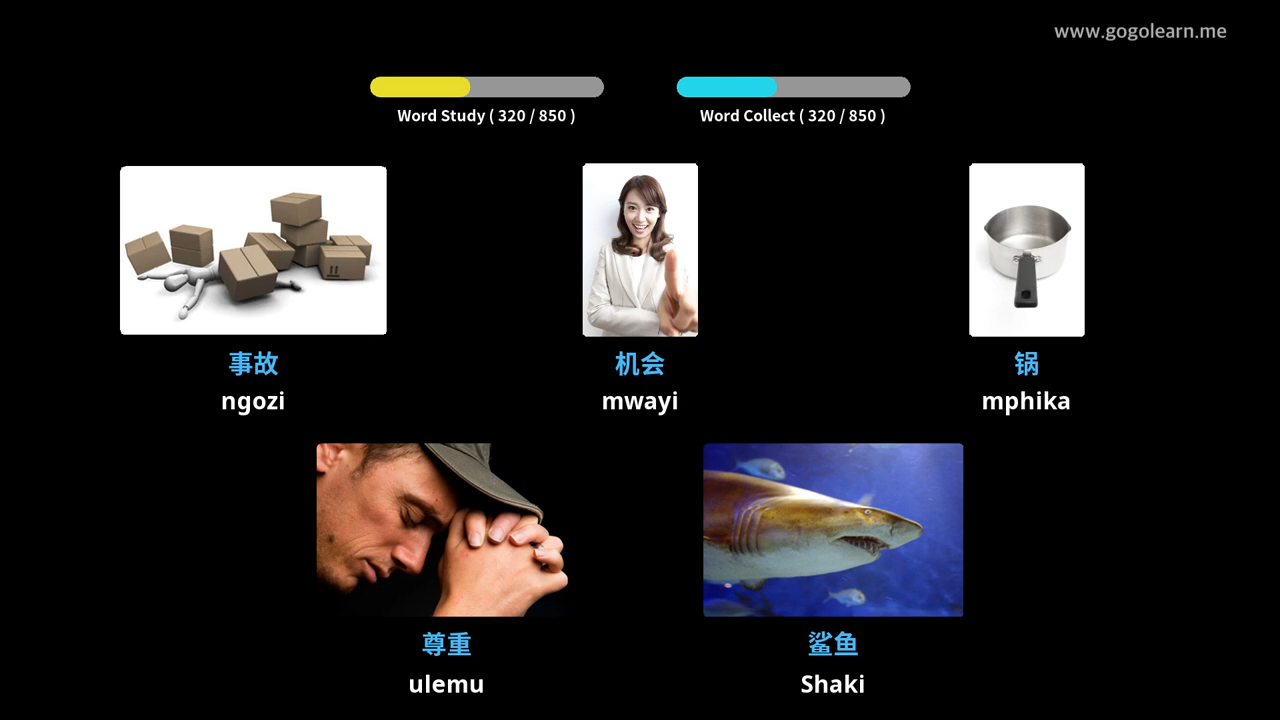 www.gogolearn.me
Word Study ( 320 / 850 )
Word Collect ( 320 / 850 )
事故
ngozi
机会
mwayi
锅
mphika
尊重
ulemu
鲨鱼
Shaki